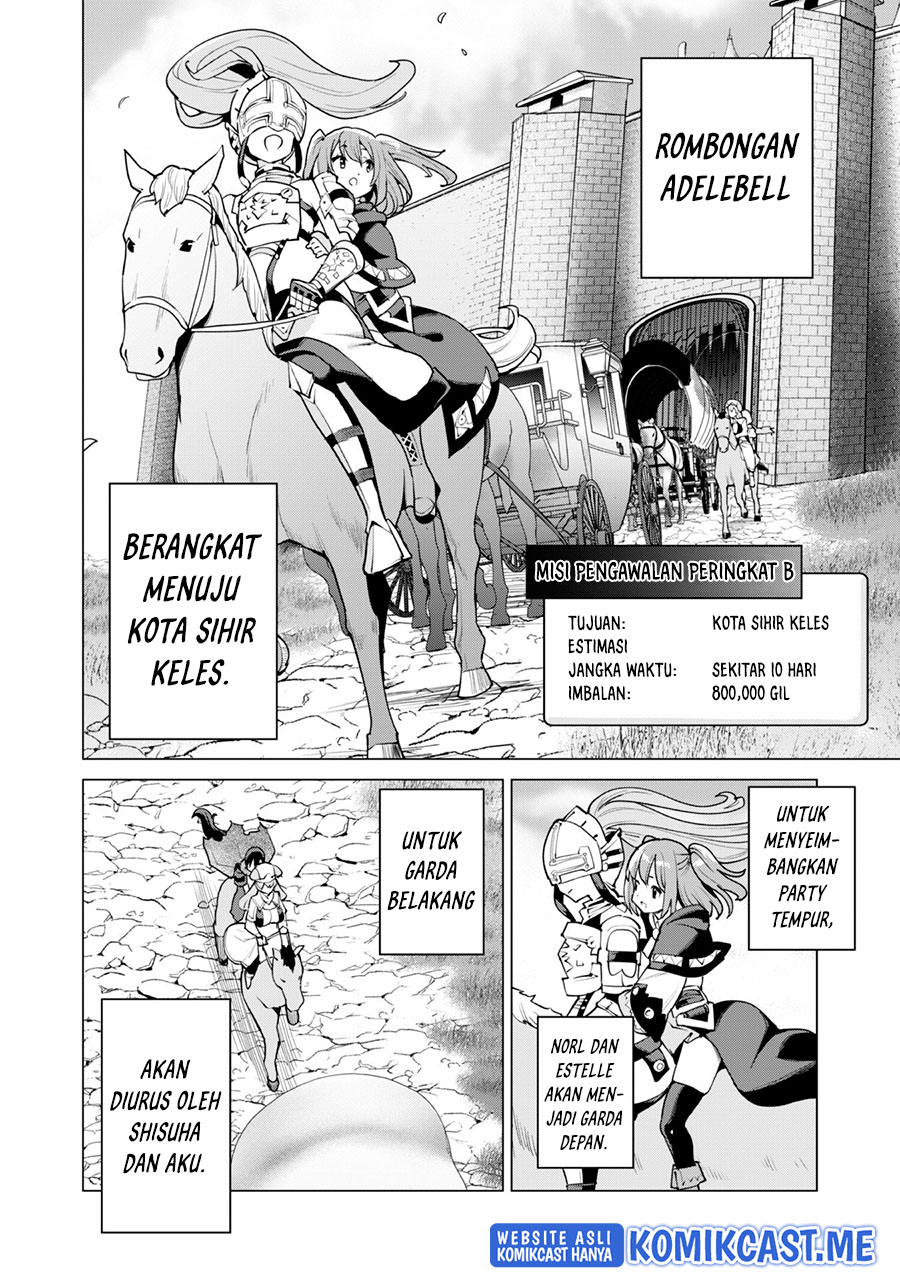 ROMBONGAN
ADELEBELL
BERANGKAT
MENUJU
KOTA SIHIR
KELES.
MISI PENGAWALAN PERINGKAT B
TUJUAN: KOTA SIHIR KELES
ESTIMASI
JANGKA WAKTU: SEKITAR 10 HARI
IMBALAN: 800,000 GIL
UNTUK
MENYEIM-
BANGKAN
PARTY
TEMPUR,
NORL DAN
ESTELLE
AKAN MEN-
JADI GARDA
DEPAN.
UNTUK
GARDA
BELAKANG
AKAN
DIURUS OLEH
SHISUHA
DAN AKU.
WEBSITE ASLI
KOMIKCAST HANYA
KOMIKCAST.ME